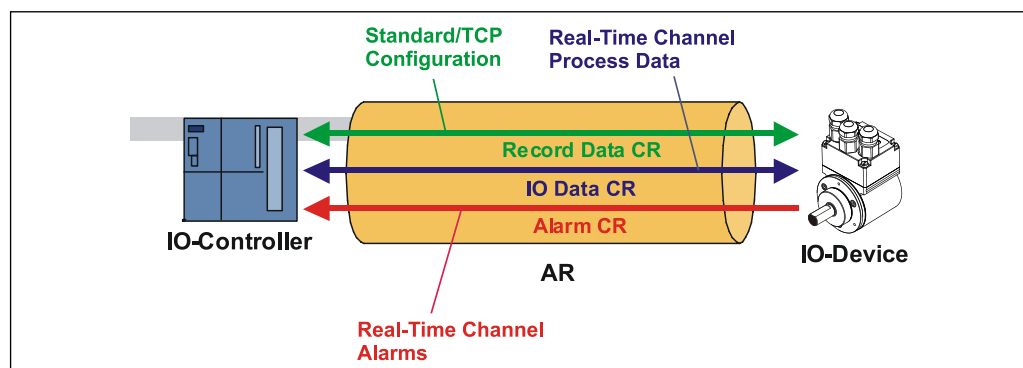 Standard/TCP
Configuration
Real-Time Channel
Process Data
Record Data CR
IO Data CR
Alarm CR
IO-Controller
IO-Device
AR
Real-Time Channel
Alarms